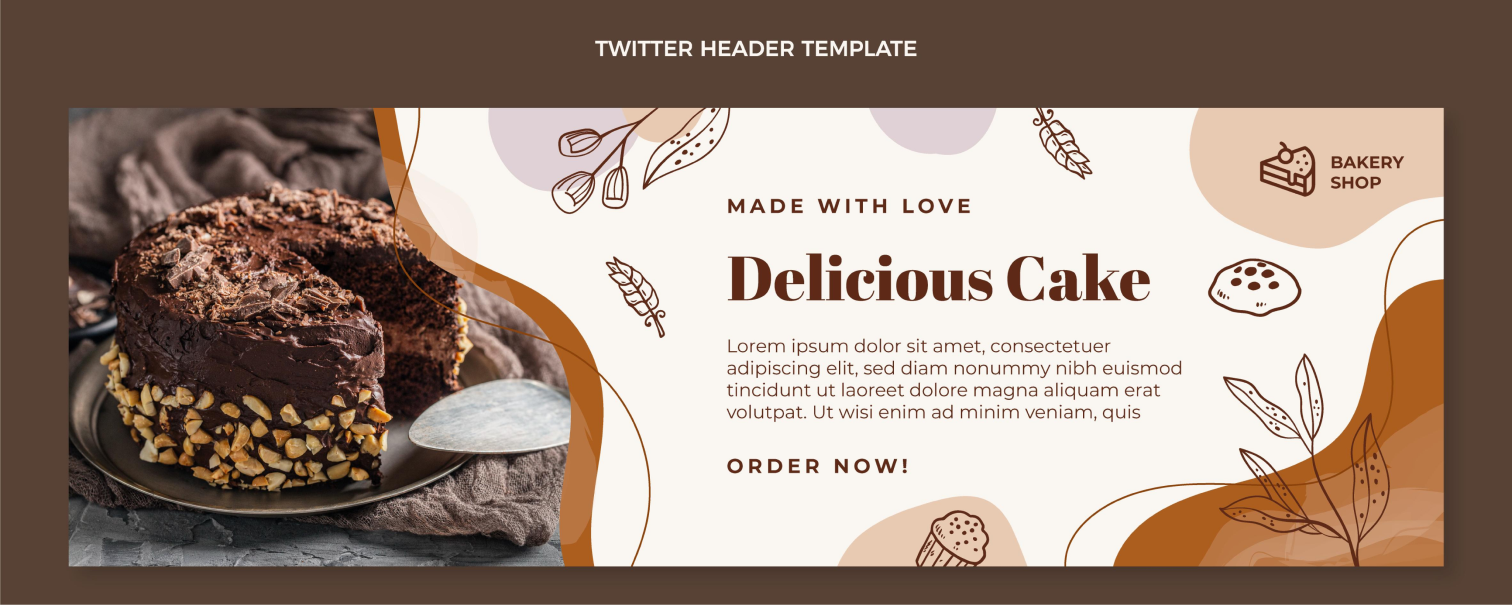 TWITTER HEADER TEMPLATE
BAKERY
SHOP
MADE WITH LOVE
Delicious Cake
Lorem ipsum dolor sit amet, consectetuer
adipiscing elit, sed diam nonummy nibh euismod
tincidunt ut laoreet dolore magna aliquam erat
volutpat. Ut wisi enim ad minim veniam, quis
ORDER NOW!